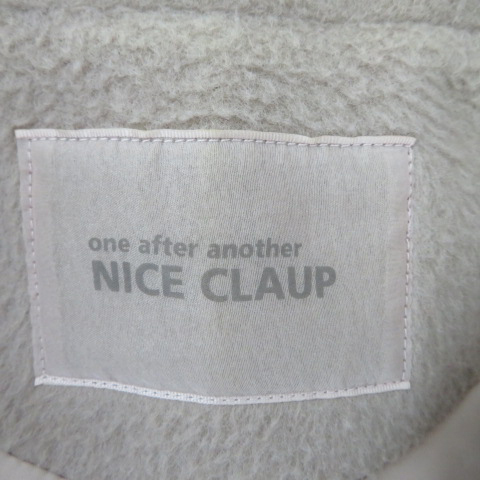 one after another
NICE CLAUP